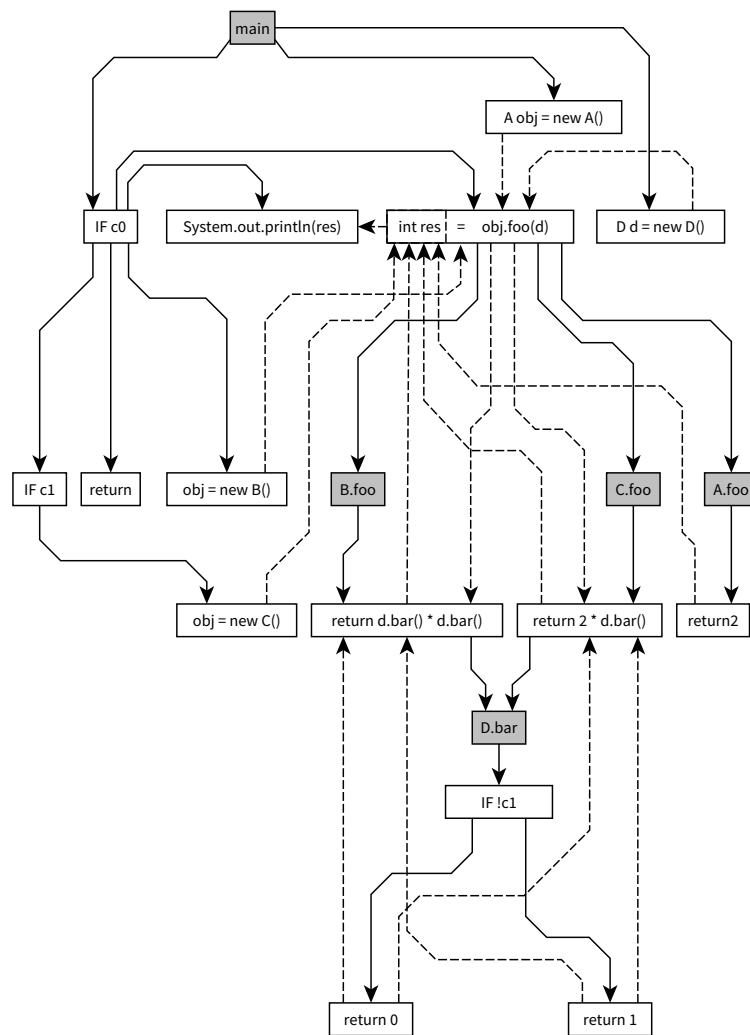 main
A obj = new A()
IF c0
System.out.println(res)
int res = obj.foo(d)
D d = new D()
IF c1
return
obj = new B()
B.foo
C.foo
A.foo
obj = new C()
return d.bar() * d.bar()
return 2 * d.bar()
return2
D.bar
IF !c1
return 0
return 1